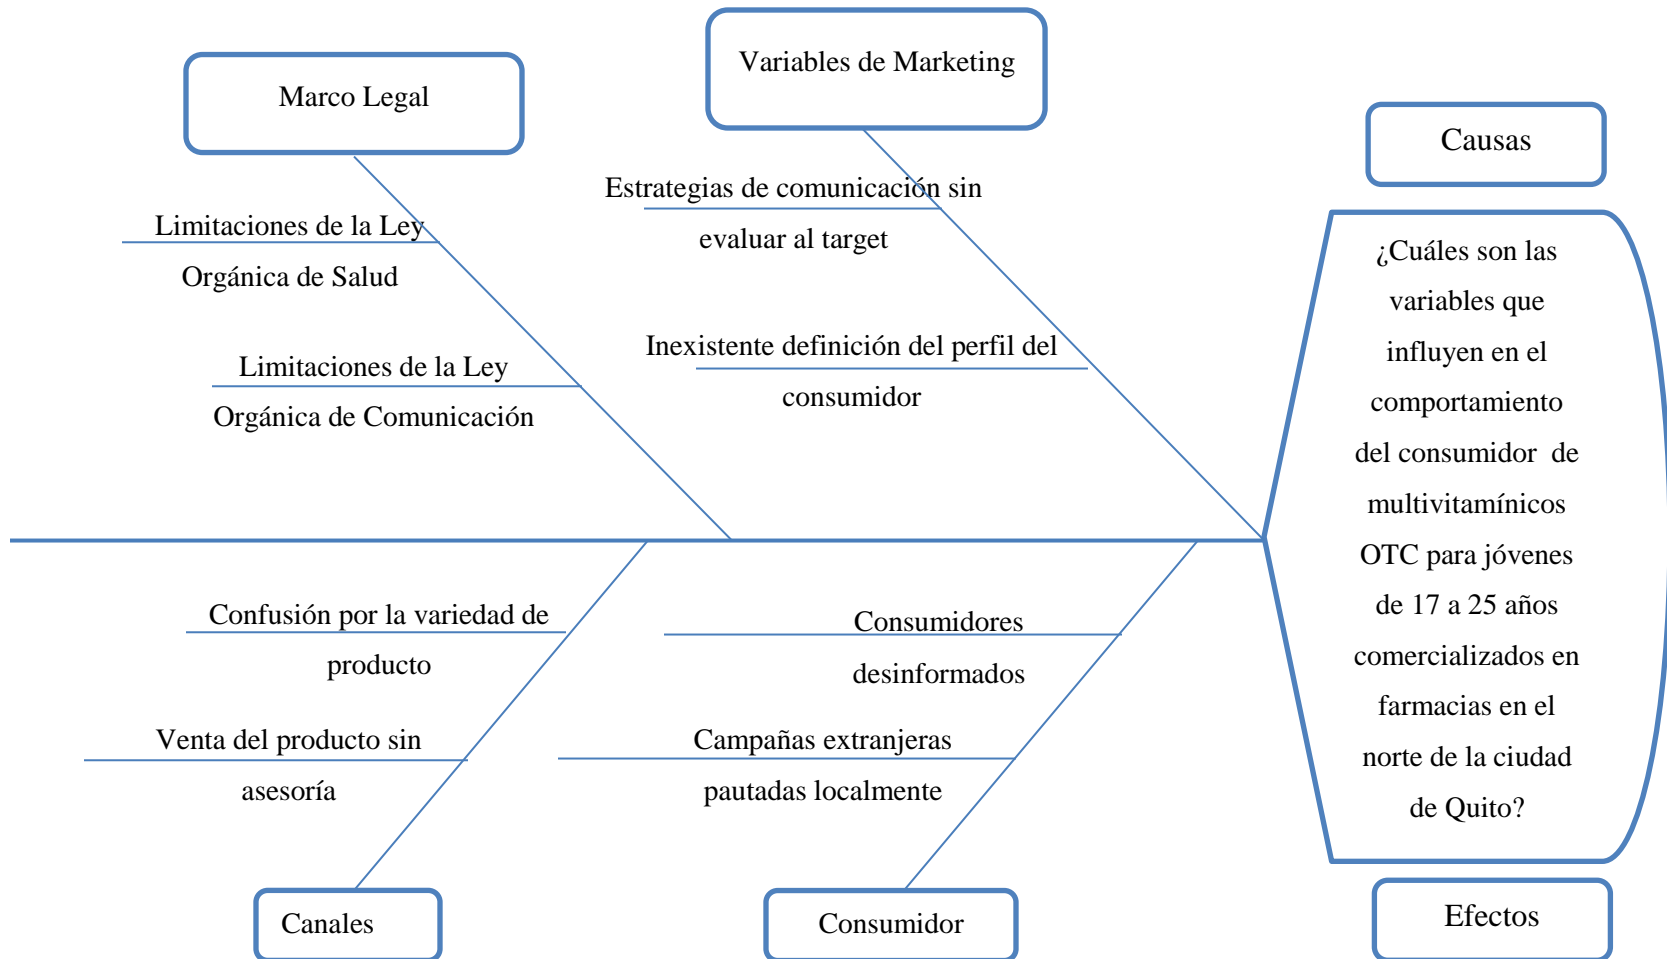 Marco Legal
Variables de Marketing
Causas
Limitaciones de la Ley
Orgánica de Salud
Limitaciones de la Ley
Orgánica de Comunicación
Estrategias de comunicación sin
evaluar al target
Inexistente definición del perfil del
consumidor
¿Cuáles son las
variables que
influyen en el
comportamiento
del consumidor de
multivitamínicos
OTC para jóvenes
de 17 a 25 años
comercializados en
farmacias en el
norte de la ciudad
de Quito?
Confusión por la variedad de
producto
Venta del producto sin
asesoría
Consumidores
desinformados
Campañas extranjeras
pautadas localmente
Canales
Consumidor
Efectos